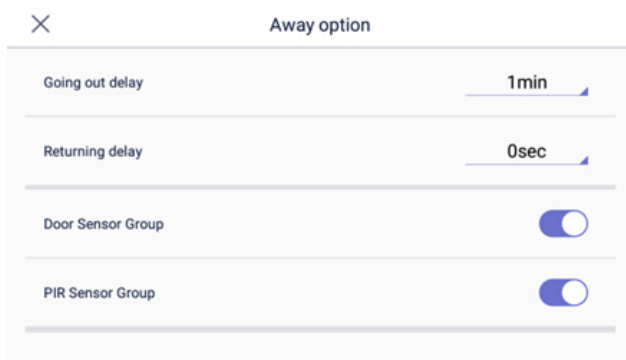 Away option
Going out delay 1min
Returning delay 0sec
Door Sensor Group
PIR Sensor Group